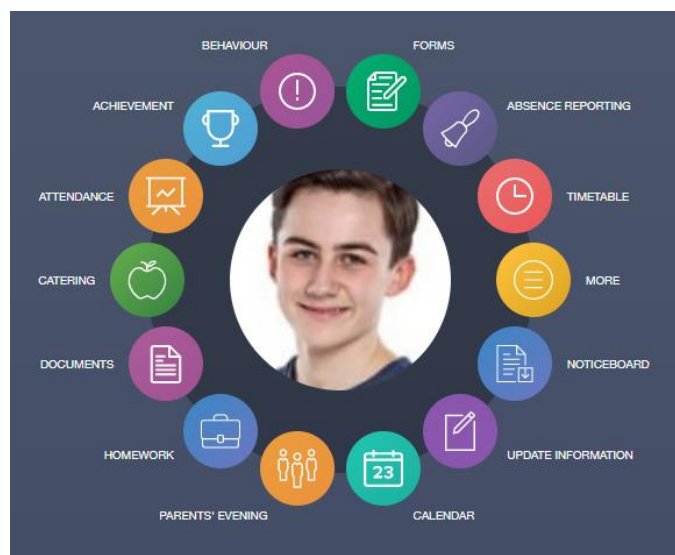 BEHAVIOUR
FORMS
ACHIEVEMENT
ABSENCE REPORTING
ATTENDANCE
TIMETABLE
CATERING
MORE
DOCUMENTS
NOTICEBOARD
HOMEWORK
UPDATE INFORMATION
23
PARENTS' EVENING
CALENDAR